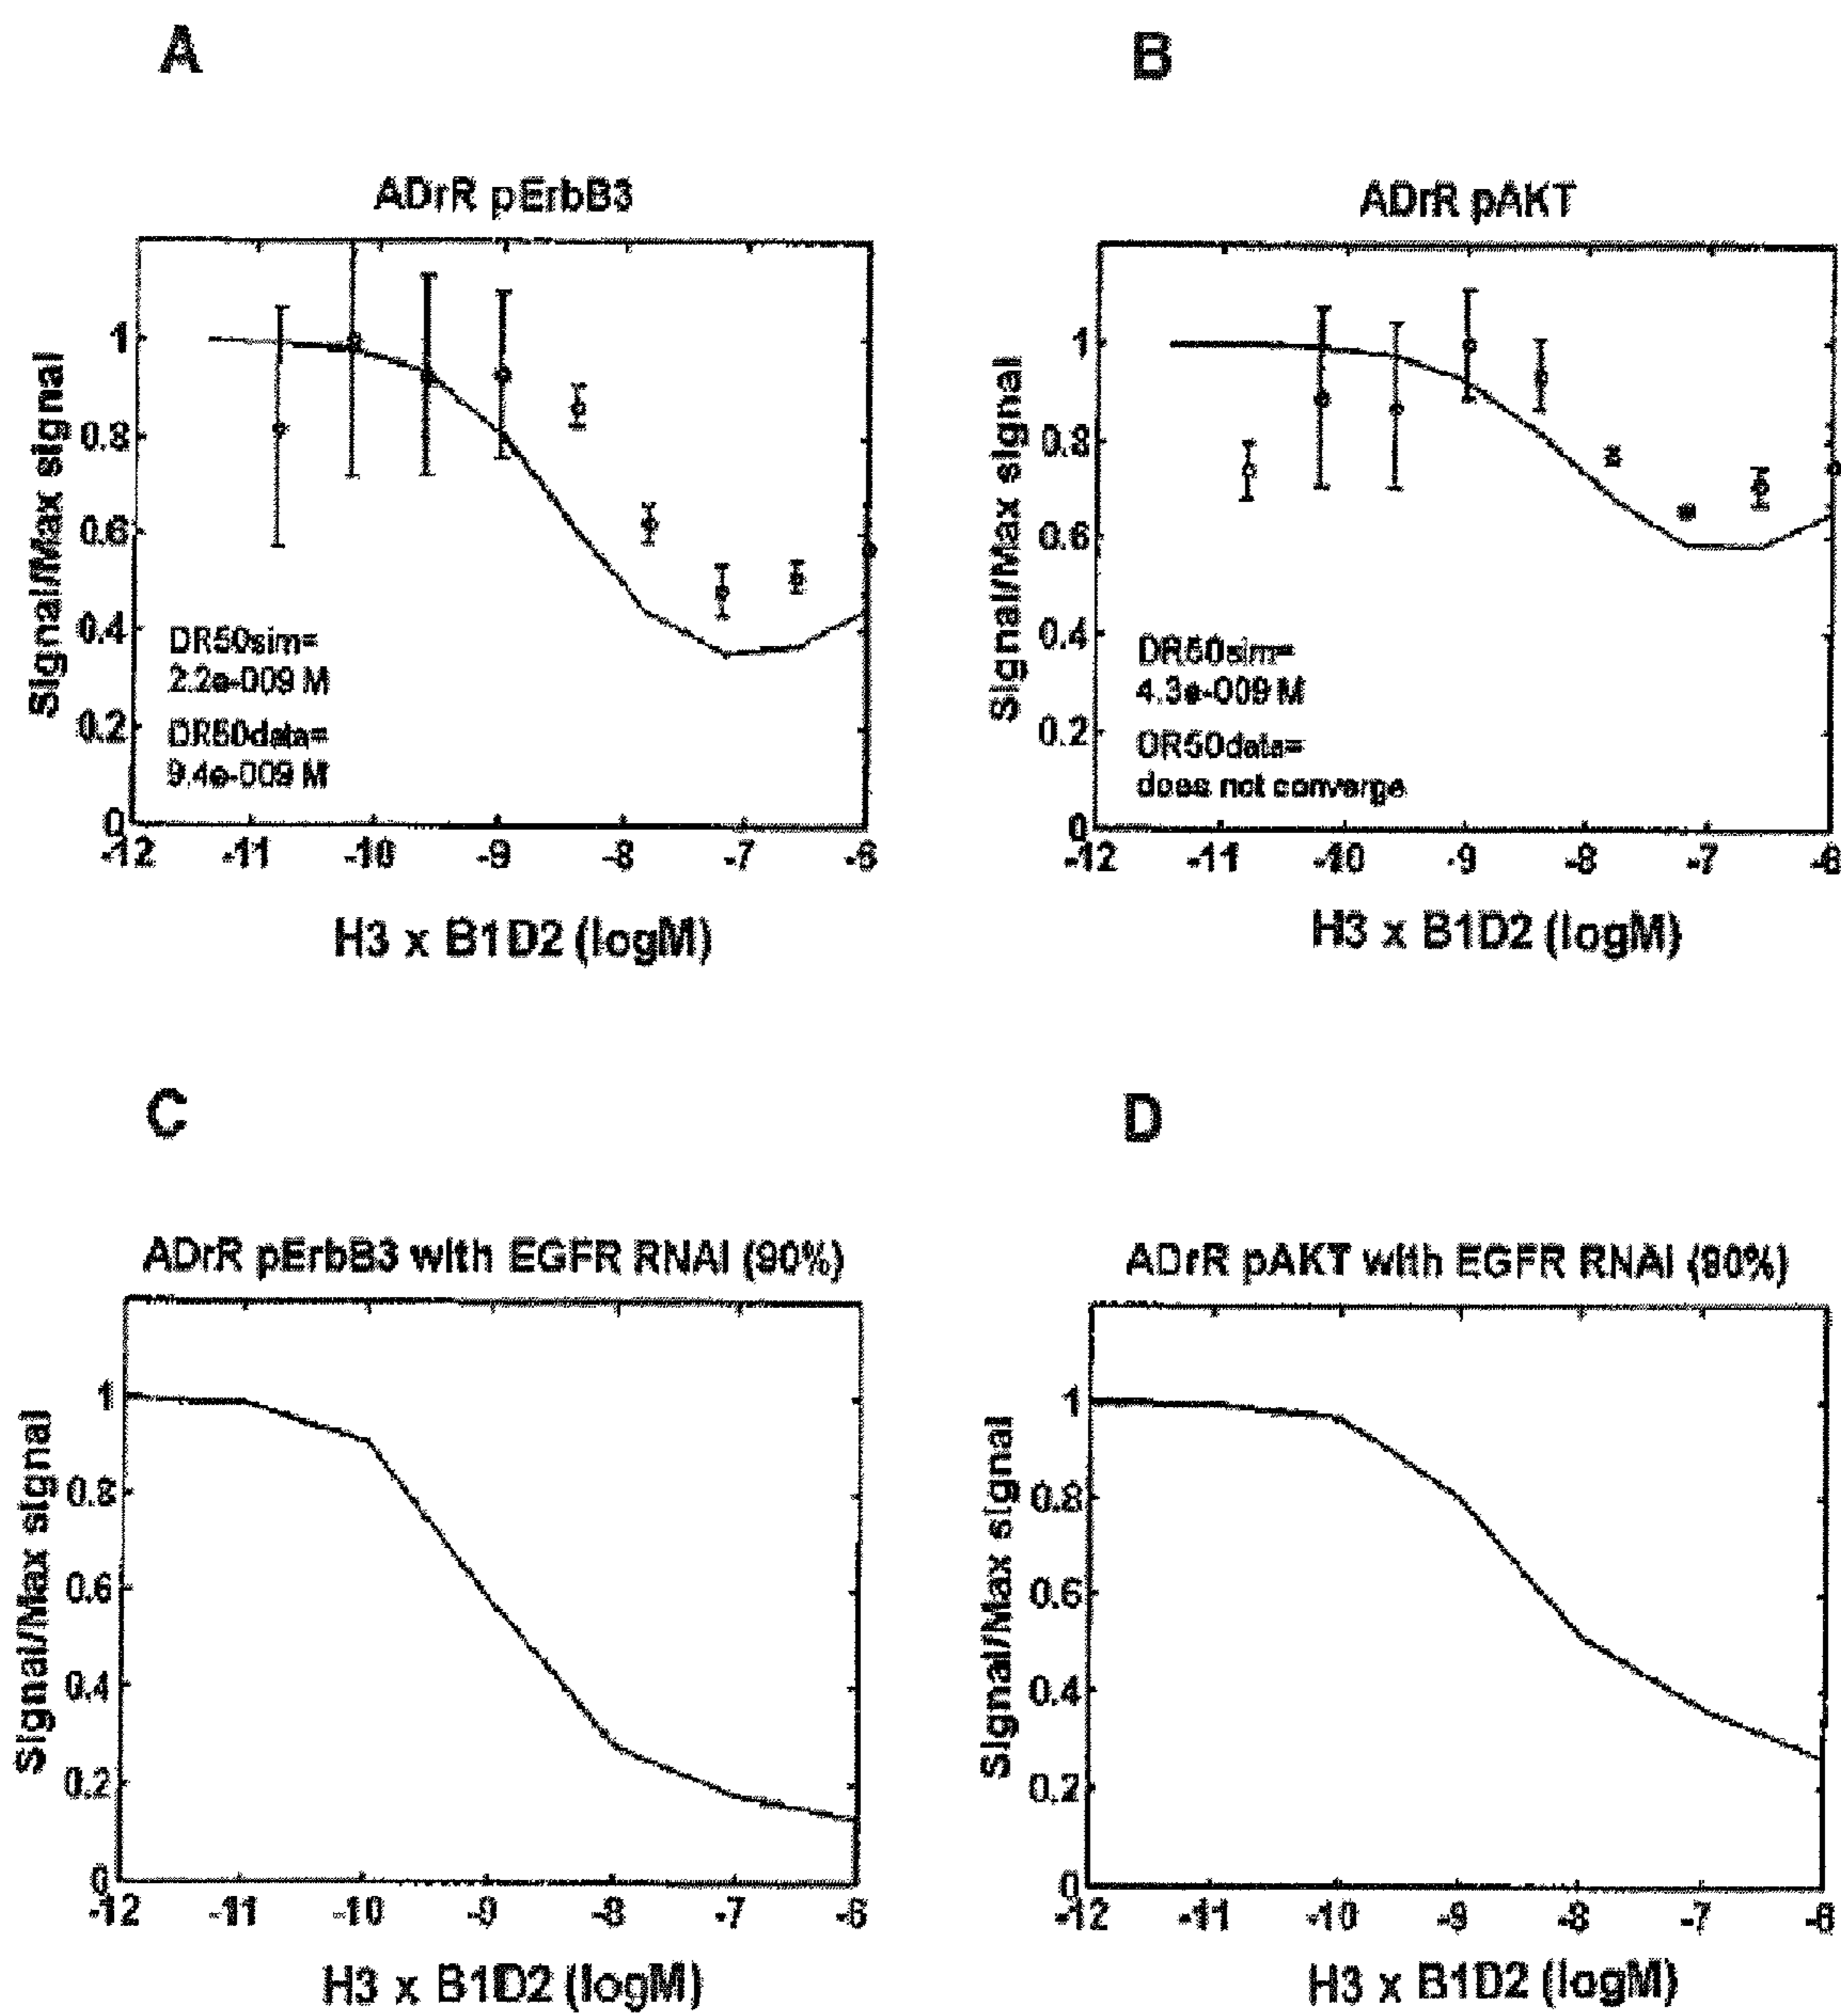 A
B
ADrR pErbB3
ADrR pAKT
Signal/Max signal
1
0.8
0.6
0.4
0.2
0
DR50sim=
2.2e-009 M
DR50data=
9.4e-009 M
-12 -11 -10 -9 -8 -7 -6
H3 x B1D2 (logM)
Signal/Max signal
1
0.8
0.6
0.4
0.2
0
DR50sim=
4.3e-009 M
DR50data=
does not converge
-12 -11 -10 -9 -8 -7 -6
H3 x B1D2 (logM)
C
D
ADrR pErbB3 with EGFR RNAI (90%)
ADrR pAKT with EGFR RNAI (90%)
Signal/Max signal
1
0.8
0.6
0.4
0.2
0
-12 -11 -10 -9 -8 -7 -6
H3 x B1D2 (logM)
Signal/Max signal
1
0.8
0.6
0.4
0.2
0
-12 -11 -10 -9 -8 -7 -6
H3 x B1D2 (logM)